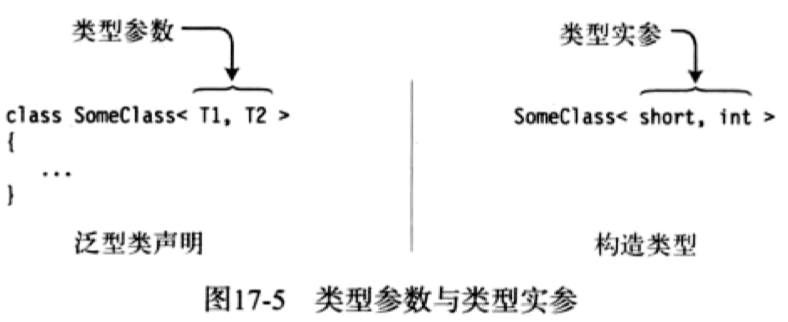 类型参数
class SomeClass< T1, T2 >
{
...
}
泛型类声明
类型实参
SomeClass< short, int >
构造类型
图17-5 类型参数与类型实参